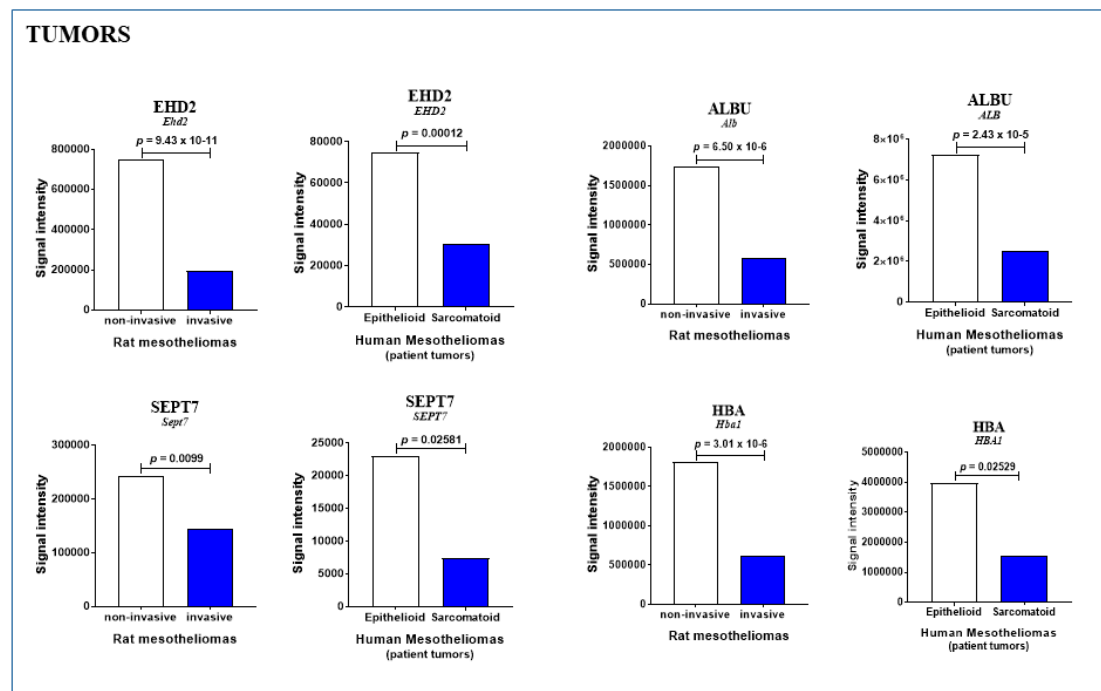 TUMORS
EHD2
Ehd2
p = 9.43 x 10-11
800000
600000
400000
200000
0
Signal intensity
non-invasive invasive
Rat mesotheliomas
EHD2
EHD2
p = 0.00012
80000
60000
40000
20000
0
Signal intensity
Epithelioid Sarcomatoid
Human Mesotheliomas
(patient tumors)
ALBU
Alb
p = 6.50 x 10-6
2000000
1500000
1000000
500000
0
Signal intensity
non-invasive invasive
Rat mesotheliomas
ALBU
ALB
p = 2.43 x 10-5
8×10⁶
6×10⁶
4×10⁶
2×10⁶
0
Signal intensity
Epithelioid Sarcomatoid
Human Mesotheliomas
(patient tumors)
SEPT7
Sept7
p = 0.0099
300000
200000
100000
0
Signal intensity
non-invasive invasive
Rat mesotheliomas
SEPT7
SEPT7
p = 0.02581
25000
20000
15000
10000
5000
0
Signal intensity
Epithelioid Sarcomatoid
Human Mesotheliomas
(patient tumors)
HBA
Hba1
p = 3.01 x 10-6
2000000
1500000
1000000
500000
0
Signal intensity
non-invasive invasive
Rat mesotheliomas
HBA
HBA1
p = 0.02529
5000000
4000000
3000000
2000000
1000000
0
Signal intensity
Epithelioid Sarcomatoid
Human Mesotheliomas
(patient tumors)